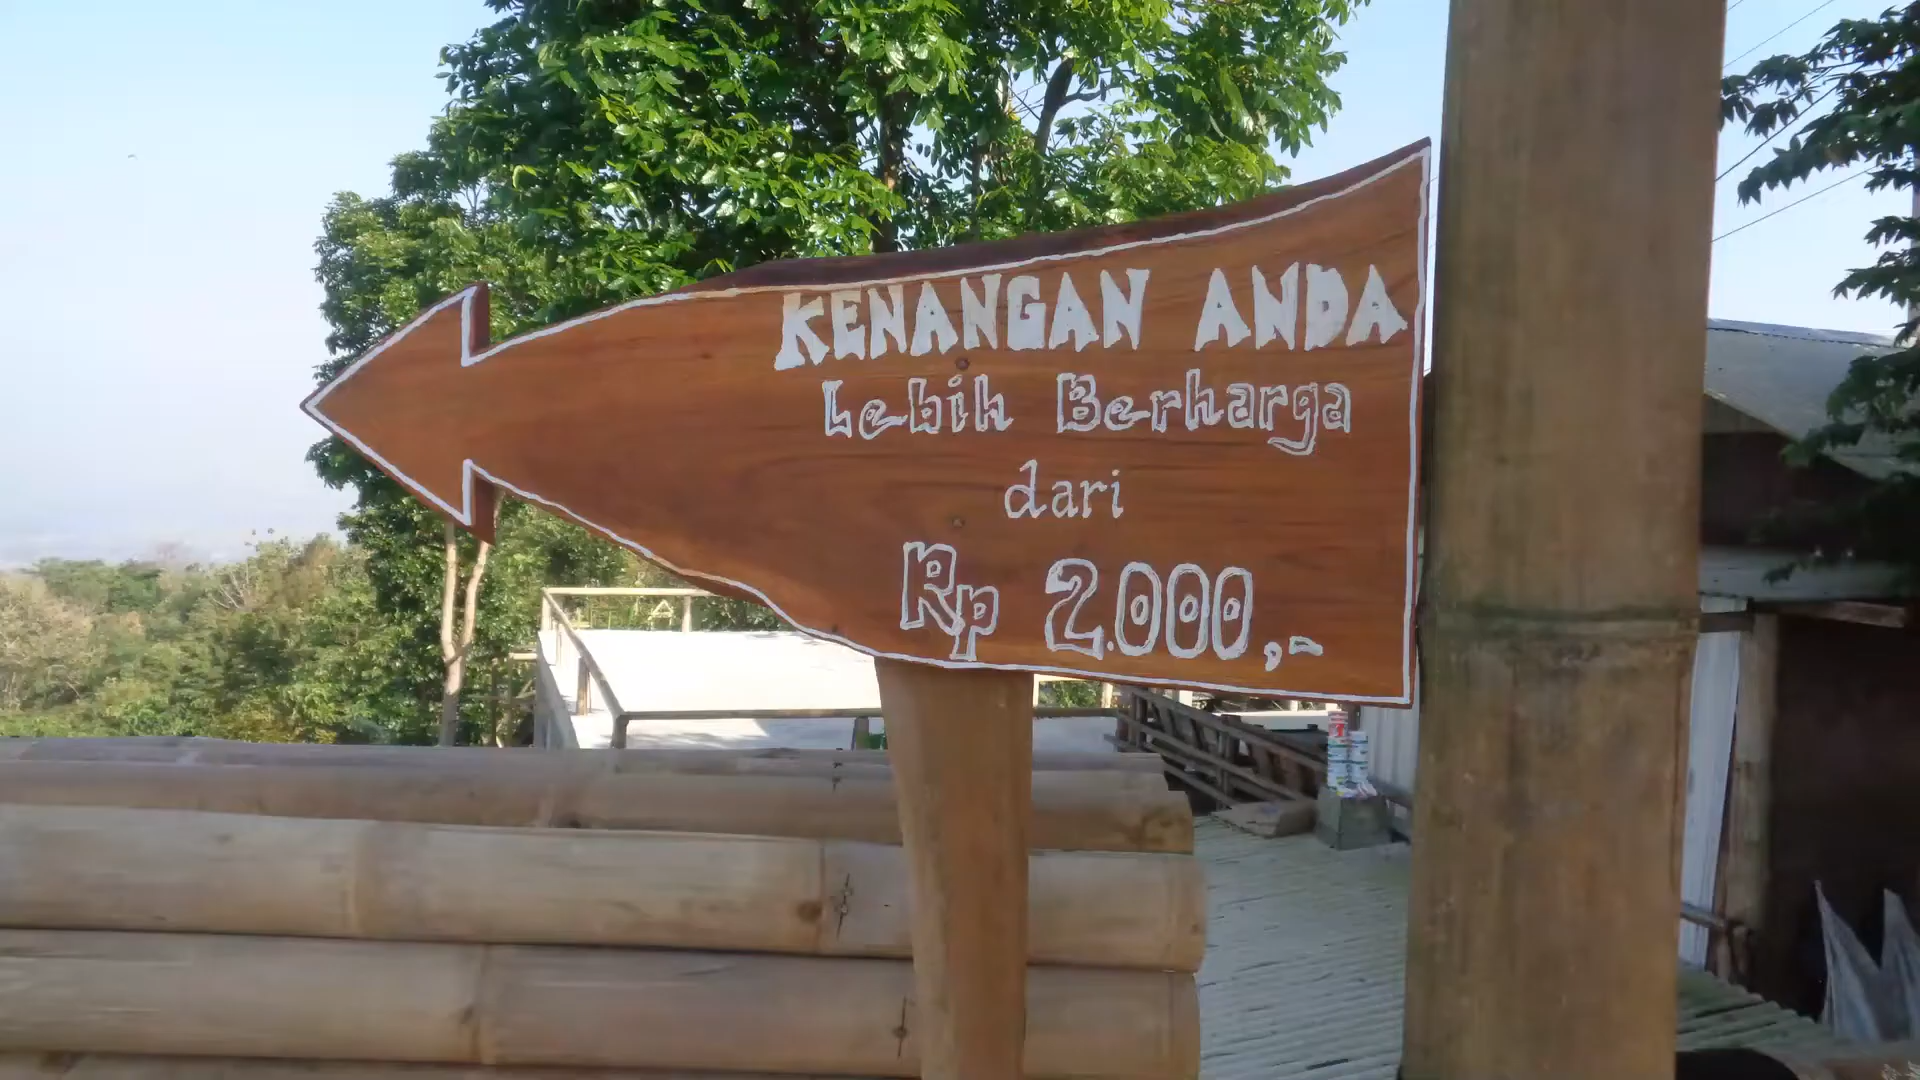 KENANGAN ANDA
Lebih Berharga
dari
Rp 2.000,-